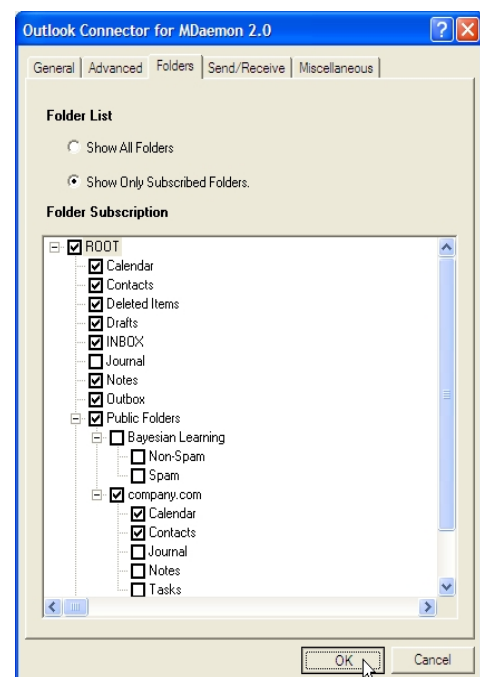 Outlook Connector for MDaemon 2.0
General Advanced Folders Send/Receive Miscellaneous
Folder List
Show All Folders
Show Only Subscribed Folders.
Folder Subscription
ROOT
Calendar
Contacts
Deleted Items
Drafts
INBOX
Journal
Notes
Outbox
Public Folders
Bayesian Learning
Non-Spam
Spam
company.com
Calendar
Contacts
Journal
Notes
Tasks
OK Cancel